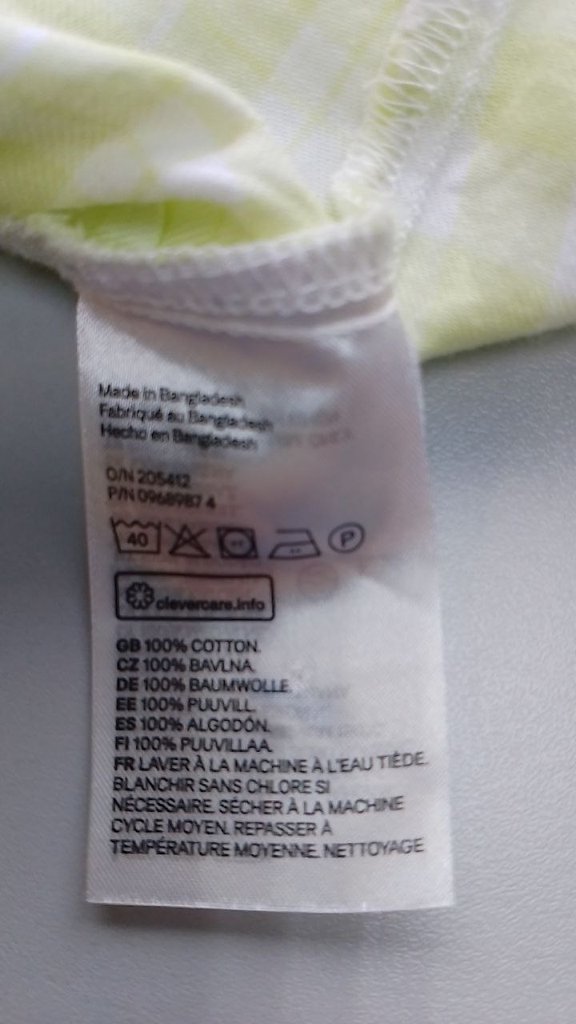 Made in Bangladesh
Fabriqué au Bangladesh
Hecho en Bangladesh
O/N 205412
P/N 0968987 4
40
P
clevercare.info
GB 100% COTTON.
CZ 100% BAVLNA.
DE 100% BAUMWOLLE.
EE 100% PUUVILL.
ES 100% ALGODÓN.
FI 100% PUUVILLAA.
FR LAVER À LA MACHINE À L'EAU TIÈDE.
BLANCHIR SANS CHLORE SI
NÉCESSAIRE. SÉCHER À LA MACHINE
CYCLE MOYEN. REPASSER À
TEMPÉRATURE MOYENNE. NETTOYAGE